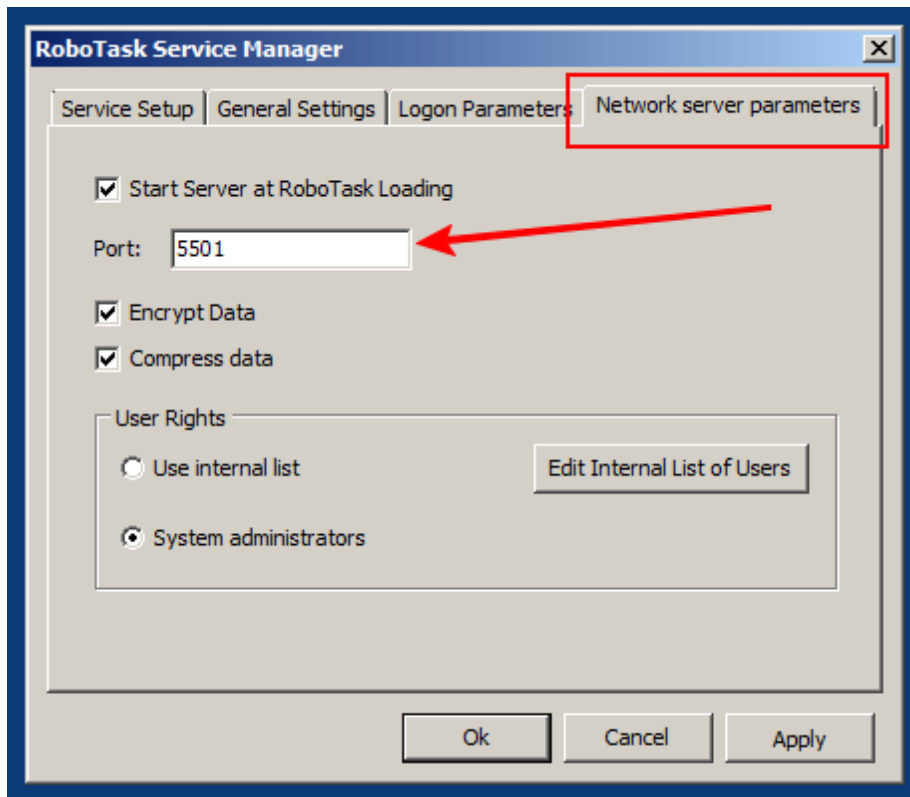 RoboTask Service Manager
Service Setup
General Settings
Logon Parameters
Network server parameters
Start Server at RoboTask Loading
Port: 5501
Encrypt Data
Compress data
User Rights
Use internal list
Edit Internal List of Users
System administrators
Ok
Cancel
Apply